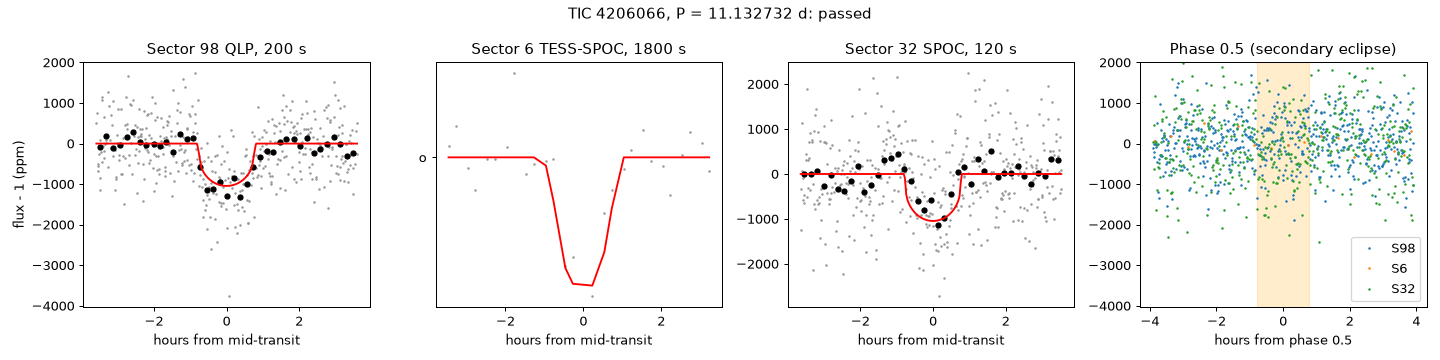 TIC 4206066, P = 11.132732 d: passed
Sector 98 QLP, 200 s
Sector 6 TESS-SPOC, 1800 s
Sector 32 SPOC, 120 s
Phase 0.5 (secondary eclipse)
flux - 1 (ppm)
2000
1000
0
−1000
−2000
−3000
−4000
−2
0
2
hours from mid-transit
0
−2
0
2
hours from mid-transit
2000
1000
0
−1000
−2000
−2
0
2
hours from mid-transit
2000
1000
0
−1000
−2000
−3000
−4000
−4
−2
0
2
4
hours from phase 0.5
S98
S6
S32